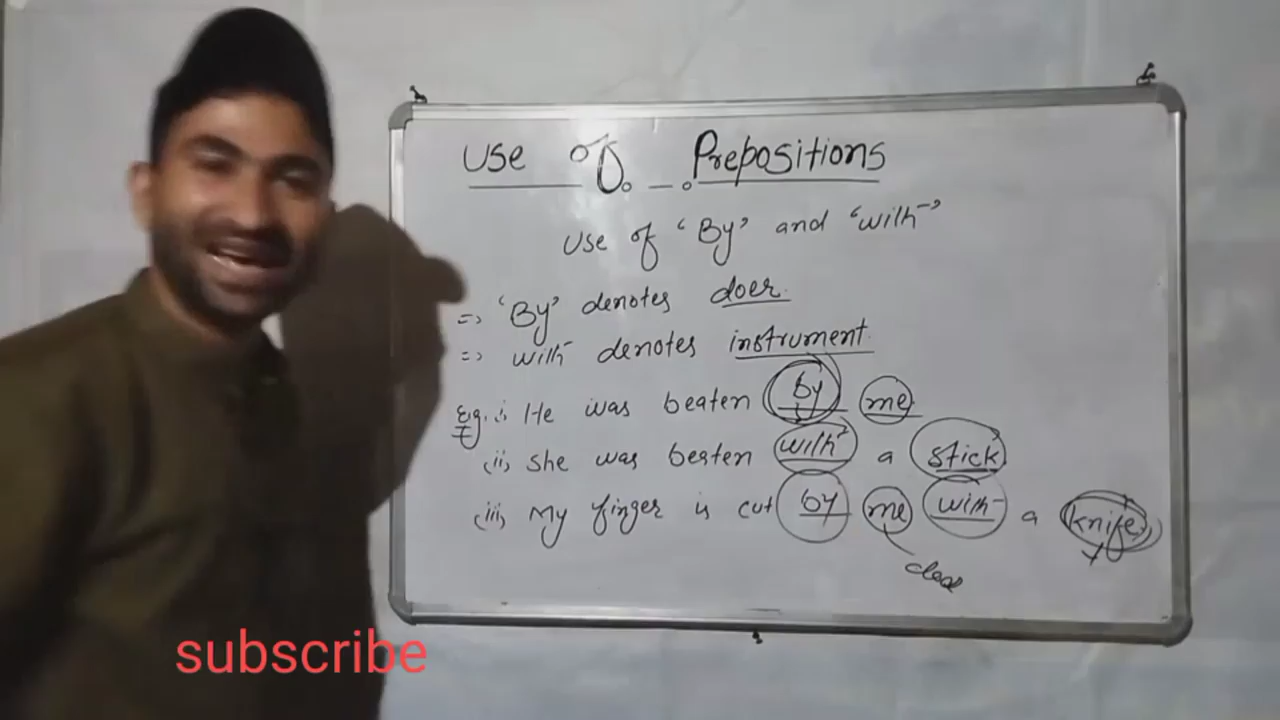 Use of Prepositions
Use of 'By' and 'with'
=> 'By' denotes doer.
=> with denotes instrument.
Eg. i He was beaten by me
(ii) She was besten with a stick
(iii) My finger is cut by me with a knife
subscribe